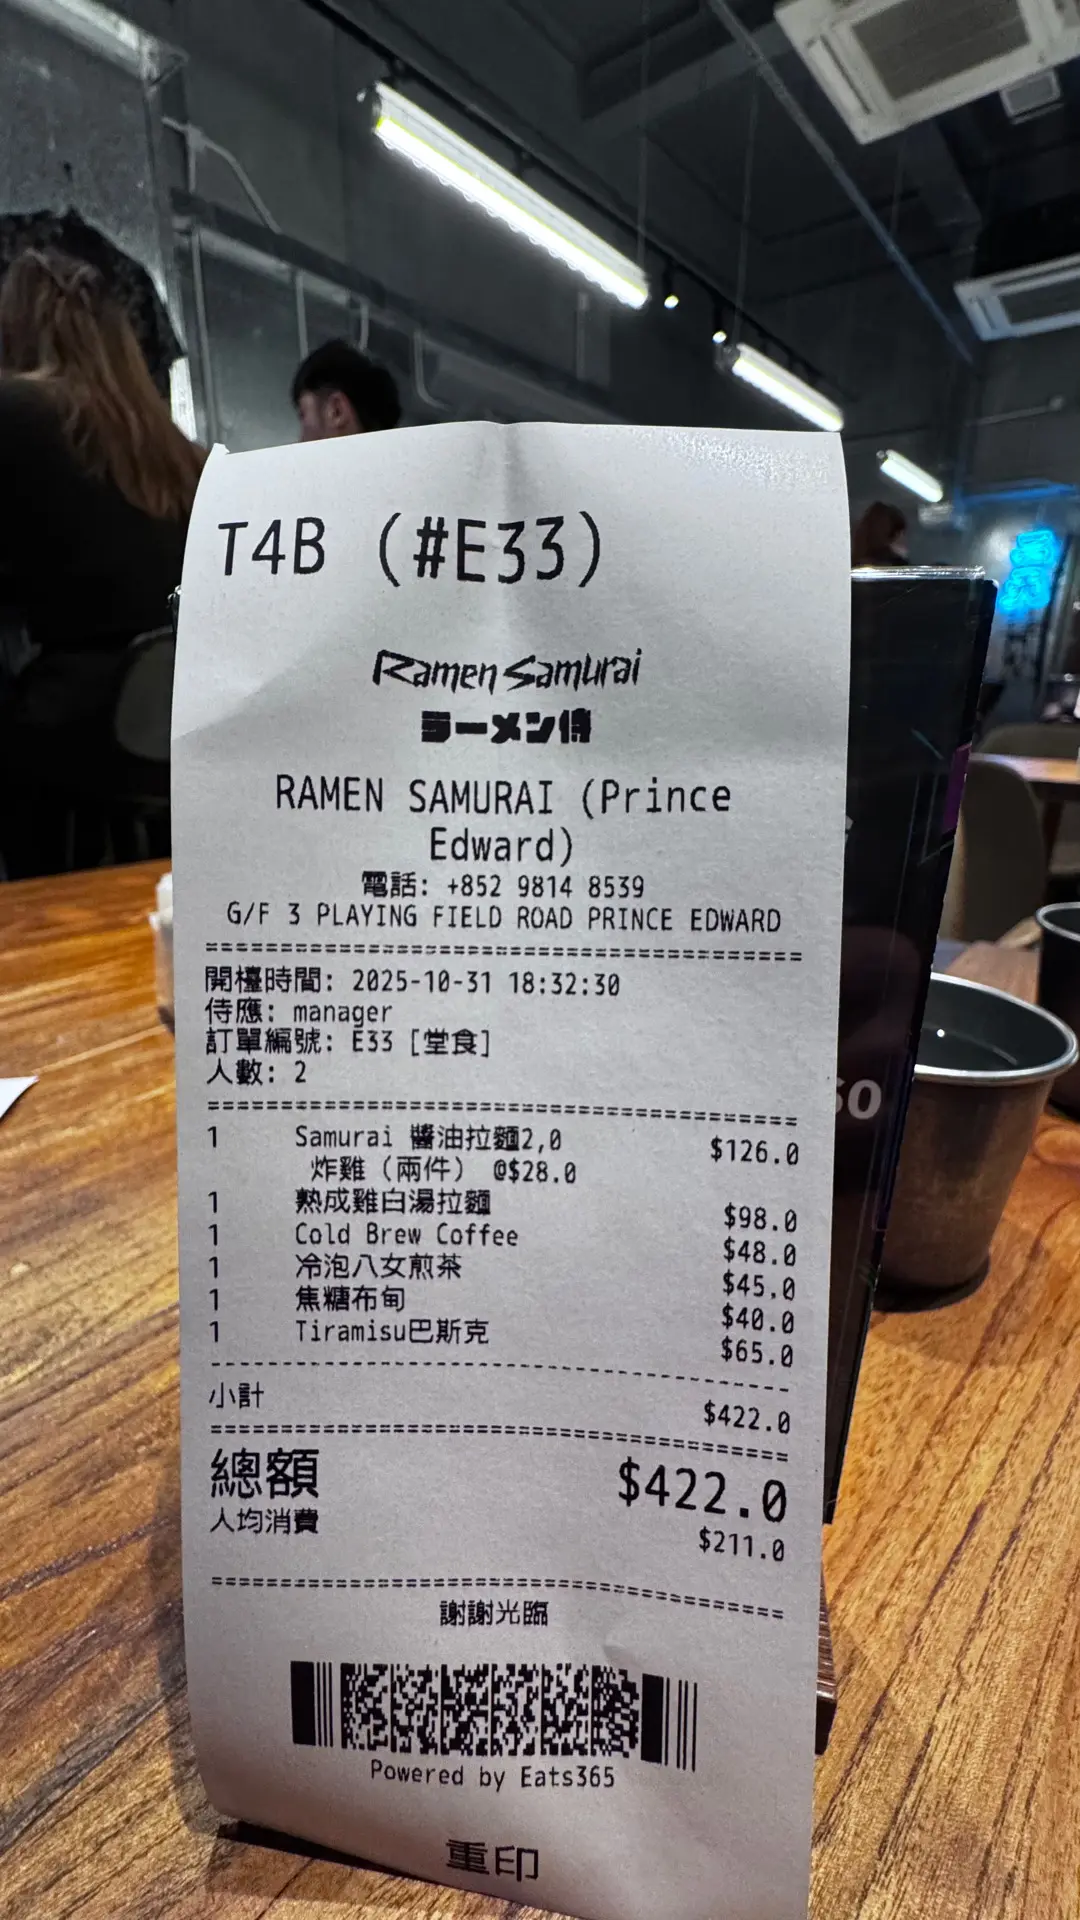 T4B (#E33)
Ramen Samurai
ラーメン侍
RAMEN SAMURAI (Prince
Edward)
電話: +852 9814 8539
G/F 3 PLAYING FIELD ROAD PRINCE EDWARD
開檯時間: 2025-10-31 18:32:30
侍應: manager
訂單編號: E33 [堂食]
人數: 2
1 Samurai 醬油拉麵2,0 $126.0
炸雞 (兩件) @$28.0
1 熟成雞白湯拉麵 $98.0
1 Cold Brew Coffee $48.0
1 冷泡八女煎茶 $45.0
1 焦糖布甸 $40.0
1 Tiramisu巴斯克 $65.0
小計 $422.0
總額 $422.0
人均消費 $211.0
謝謝光臨
Powered by Eats365
重印